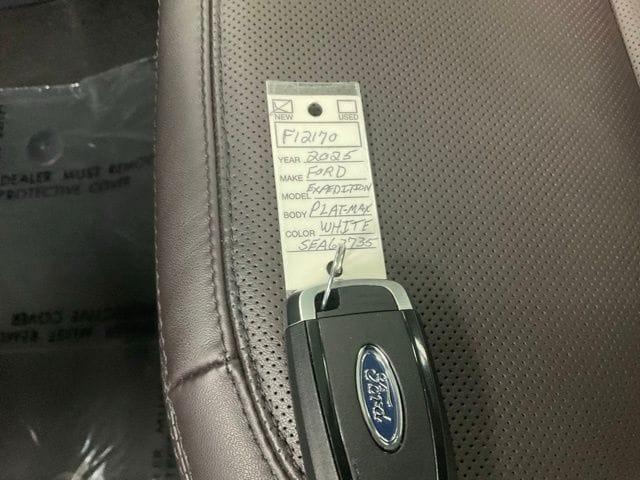 NEW USED
F12170
YEAR 2025
MAKE FORD
MODEL EXPEDITION
BODY PLAT-MAX
COLOR WHITE
SEA67735
Ford
DEALER MUST REMOVE
PROTECTIVE COVER